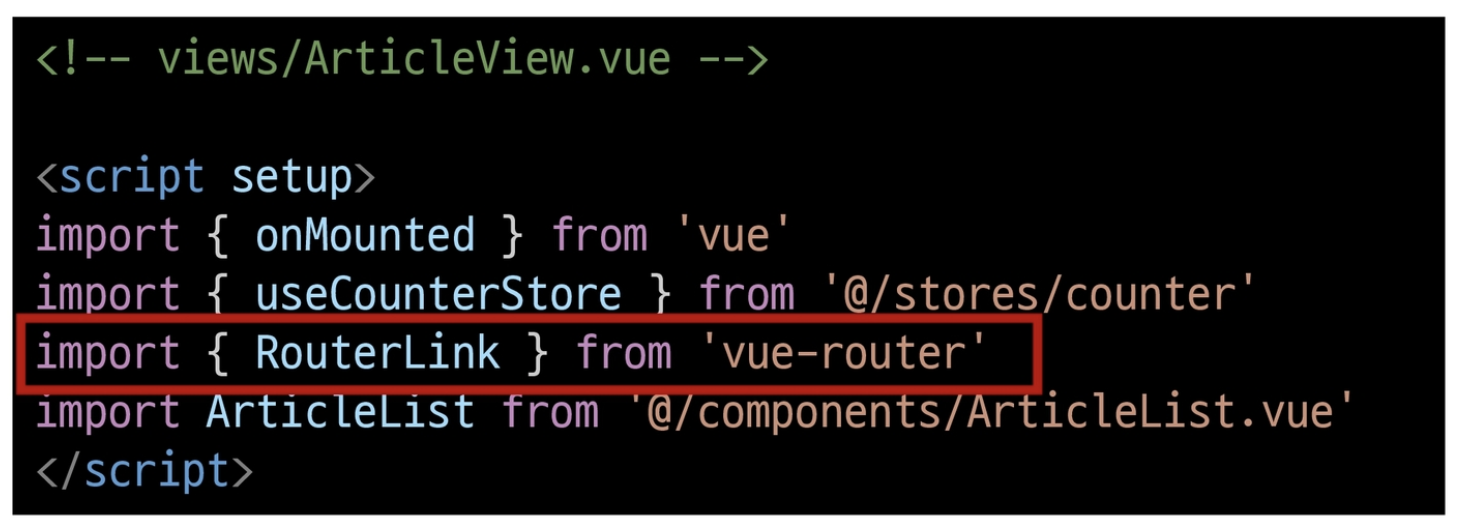 <!-- views/ArticleView.vue -->
<script setup>
import { onMounted } from 'vue'
import { useCounterStore } from '@/stores/counter'
import { RouterLink } from 'vue-router'
import ArticleList from '@/components/ArticleList.vue'
</script>